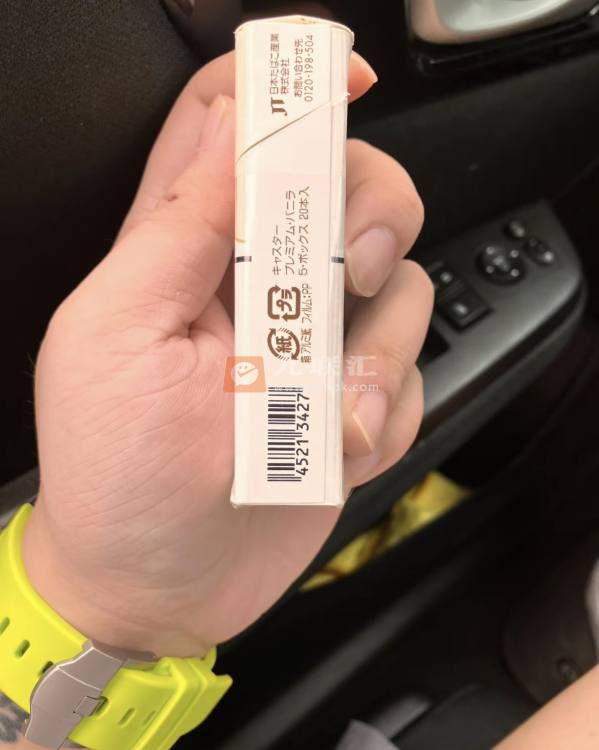 JT 日本たばこ産業
株式会社
お問い合わせ先
0120-198-504
キャスター
プレミアム・バニラ
5・ボックス 20本入
紙 プラ
箱 アルミ紙 フィルム:PP
4521 3427